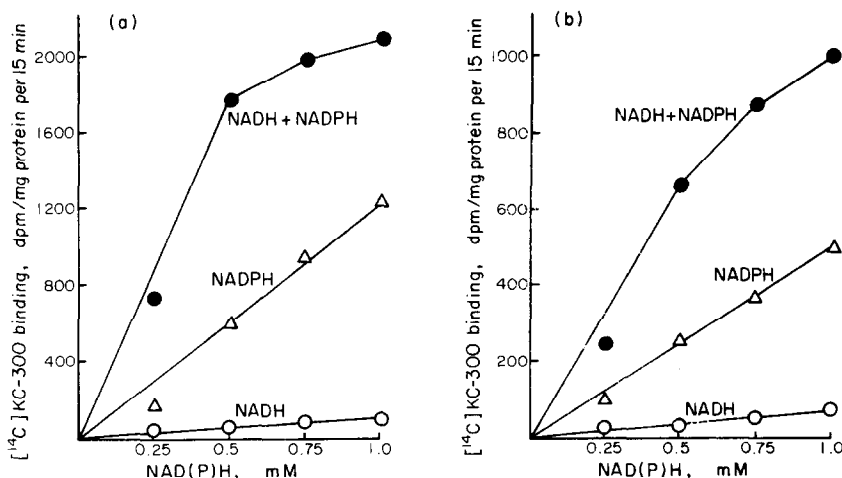 (a)
[¹⁴C]KC-300 binding, dpm/mg protein per 15 min
2000
1600
1200
800
400
NADH + NADPH
NADPH
NADH
0.25
0.50
0.75
1.0
NAD(P)H, mM
(b)
[¹⁴C]KC-300 binding, dpm/mg protein per 15 min
1000
800
600
400
200
NADH+NADPH
NADPH
NADH
0.25
0.50
0.75
1.0
NAD(P)H, mM